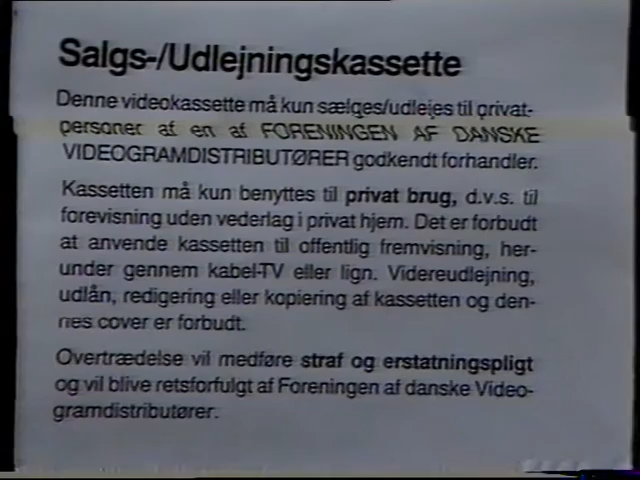 Salgs-/Udlejningskassette
Denne videokassette må kun sælges/udlejes til privat-
personer af en af FORENINGEN AF DANSKE
VIDEOGRAMDISTRIBUTØRER godkendt forhandler.
Kassetten må kun benyttes til privat brug, d.v.s. til
forevisning uden vederlag i privat hjem. Det er forbudt
at anvende kassetten til offentlig fremvisning, her-
under gennem kabel-TV eller lign. Videreudlejning,
udlån, redigering eller kopiering af kassetten og den-
nes cover er forbudt.
Overtrædelse vil medføre straf og erstatningspligt
og vil blive retsforfulgt af Foreningen af danske Video-
gramdistributører.